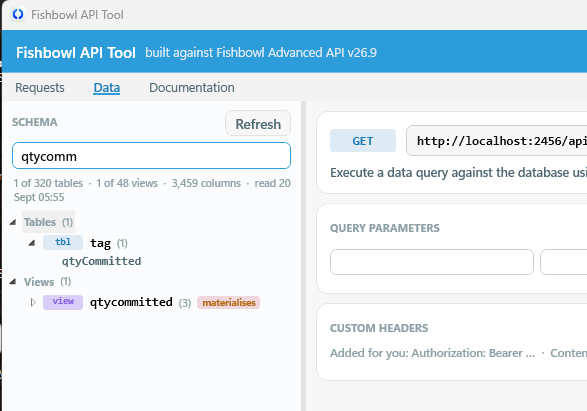 Fishbowl API Tool
Fishbowl API Tool built against Fishbowl Advanced API v26.9
Requests Data Documentation
SCHEMA Refresh
qtycomm
1 of 320 tables · 1 of 48 views · 3,459 columns · read 20
Sept 05:55
Tables (1)
tbl tag (1)
qtyCommitted
Views (1)
view qtycommitted (3) materialises
GET http://localhost:2456/api
Execute a data query against the database usi
QUERY PARAMETERS
CUSTOM HEADERS
Added for you: Authorization: Bearer ... · Conten